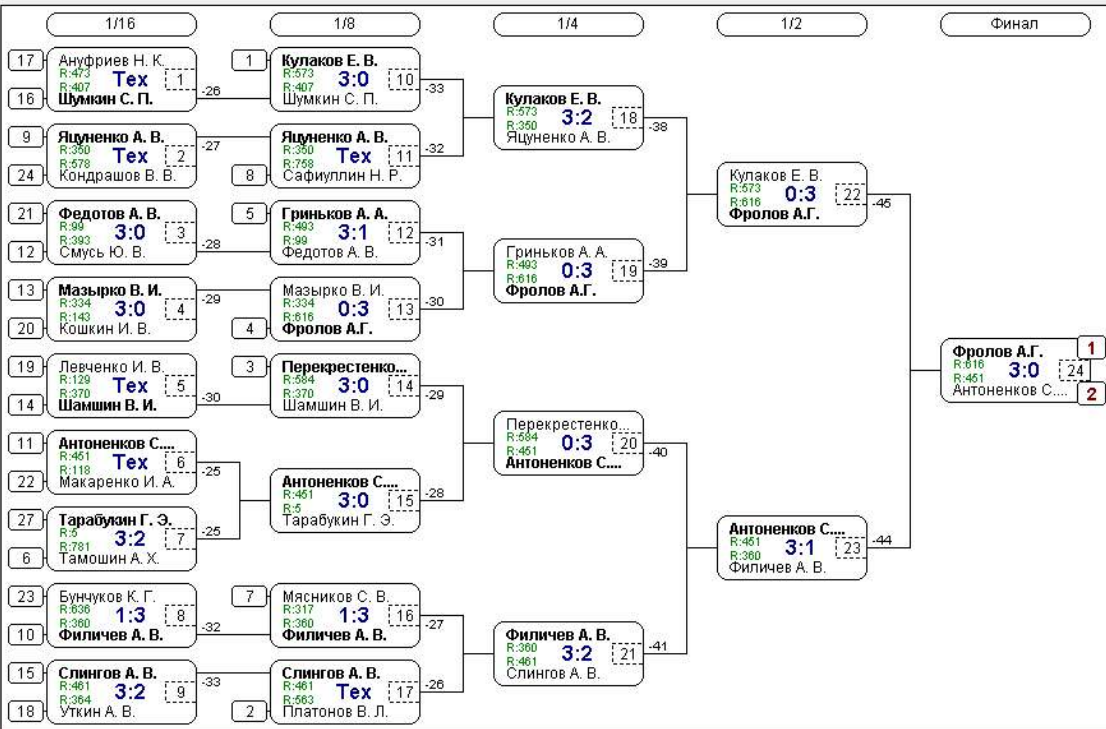 1/16
1/8
1/4
1/2
Финал
17 Ануфриев Н. К.
R:473
R:407 Tex 1
16 Шумкин С. П.
-26
9 Яцуненко А. В.
R:350
R:578 Tex 2
24 Кондрашов В. В.
-27
21 Федотов А. В.
R:99
R:393 3:0 3
12 Смусь Ю. В.
-28
13 Мазырко В. И.
R:334
R:143 3:0 4
20 Кошкин И. В.
-29
19 Левченко И. В.
R:129
R:370 Tex 5
14 Шамшин В. И.
-30
11 Антоненков С....
R:451
R:118 Tex 6
22 Макаренко И. А.
-25
27 Тарабукин Г. Э.
R:5
R:781 3:2 7
6 Тамошин А. Х.
-25
23 Бунчуков К. Г.
R:636
R:360 1:3 8
10 Филичев А. В.
-32
15 Слингов А. В.
R:461
R:364 3:2 9
18 Уткин А. В.
-33
1 Кулаков Е. В.
R:573
R:407 3:0 10
Шумкин С. П.
-33
Яцуненко А. В.
R:350
R:758 Tex 11
8 Сафиуллин Н. Р.
-32
5 Гриньков А. А.
R:493
R:99 3:1 12
Федотов А. В.
-31
Мазырко В. И.
R:334
R:616 0:3 13
4 Фролов А.Г.
-30
3 Перекрестенко...
R:584
R:370 3:0 14
Шамшин В. И.
-29
Антоненков С....
R:451
R:5 3:0 15
Тарабукин Г. Э.
-28
7 Мясников С. В.
R:317
R:360 1:3 16
Филичев А. В.
-27
Слингов А. В.
R:461
R:563 Tex 17
2 Платонов В. Л.
-26
Кулаков Е. В.
R:573
R:350 3:2 18
Яцуненко А. В.
-38
Гриньков А. А.
R:493
R:616 0:3 19
Фролов А.Г.
-39
Перекрестенко...
R:584
R:451 0:3 20
Антоненков С....
-40
Филичев А. В.
R:360
R:461 3:2 21
Слингов А. В.
-41
Кулаков Е. В.
R:573
R:616 0:3 22
Фролов А.Г.
-45
Антоненков С....
R:451
R:360 3:1 23
Филичев А. В.
-44
Фролов А.Г. 1
R:616
R:451 3:0 24
Антоненков С.... 2